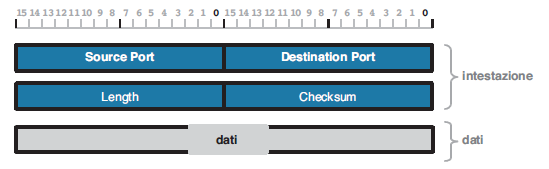 15 14 13 12 11 10 9 8 7 6 5 4 3 2 1 0 15 14 13 12 11 10 9 8 7 6 5 4 3 2 1 0
Source Port Destination Port
intestazione
Length Checksum
dati dati